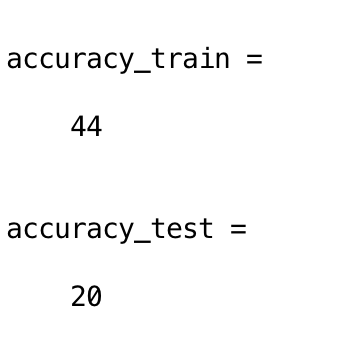 accuracy_train =
44
accuracy_test =
20